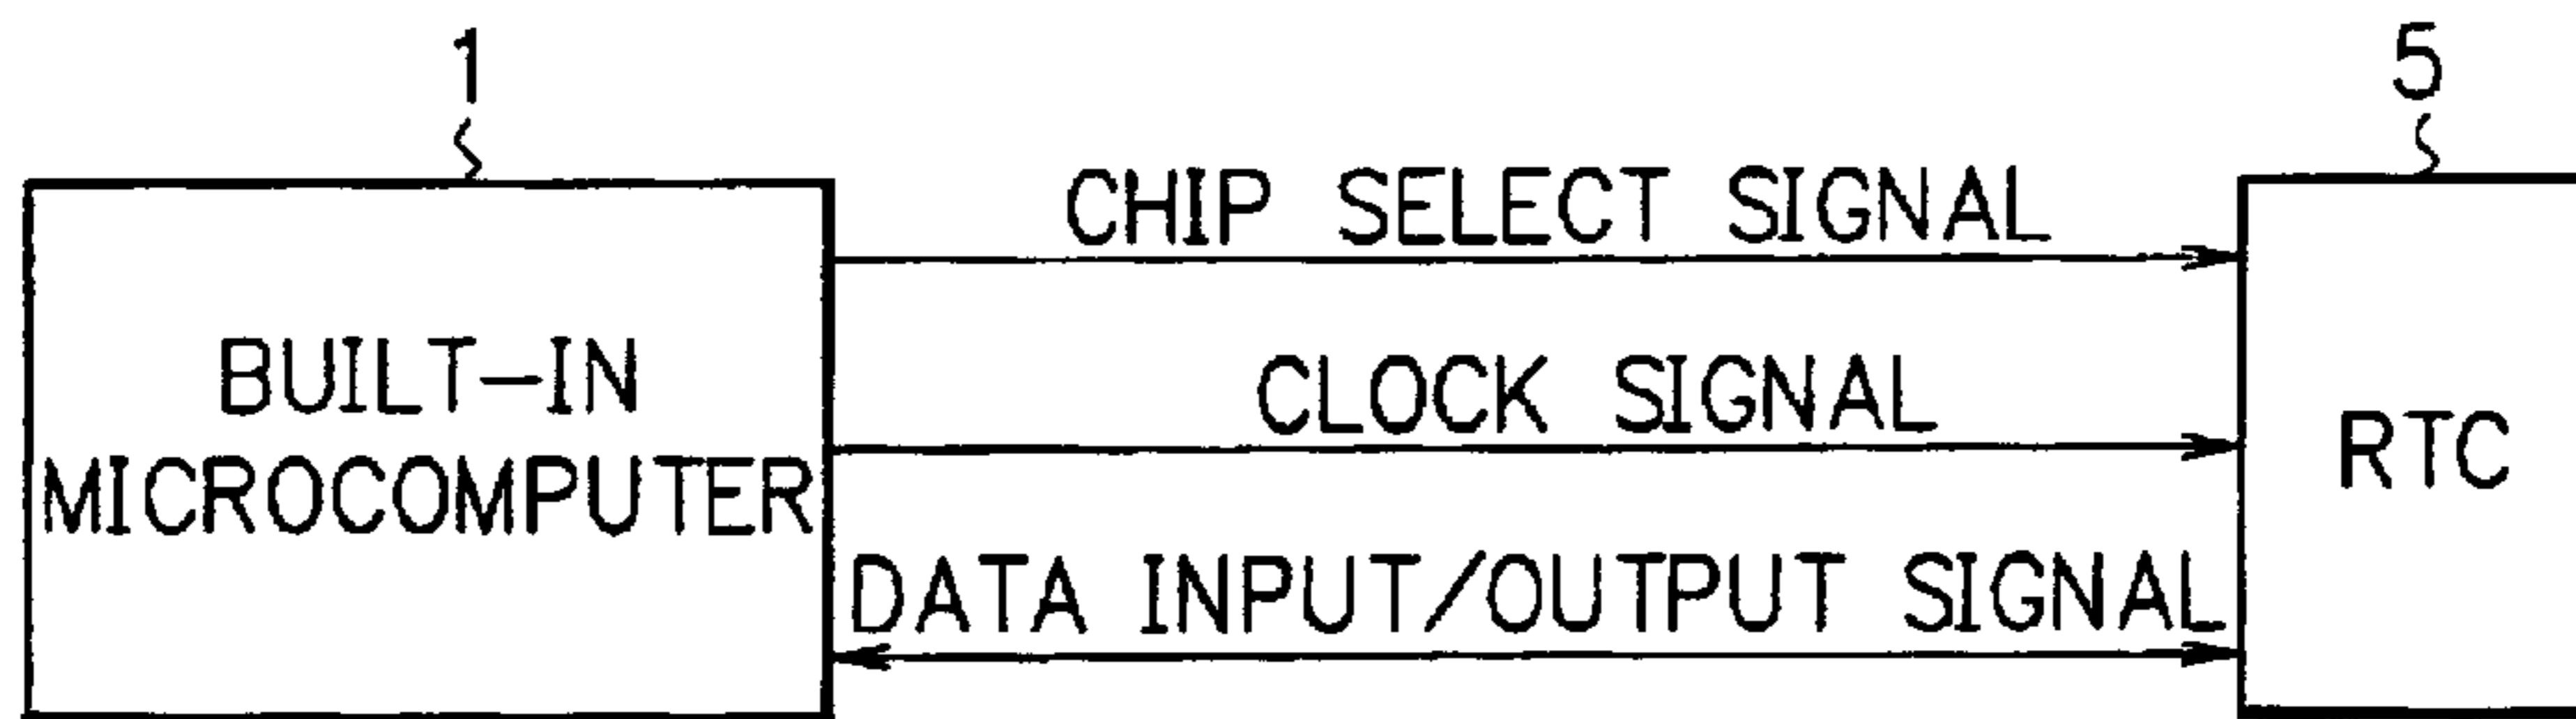 1
5
CHIP SELECT SIGNAL
BUILT-IN
MICROCOMPUTER
CLOCK SIGNAL
RTC
DATA INPUT/OUTPUT SIGNAL